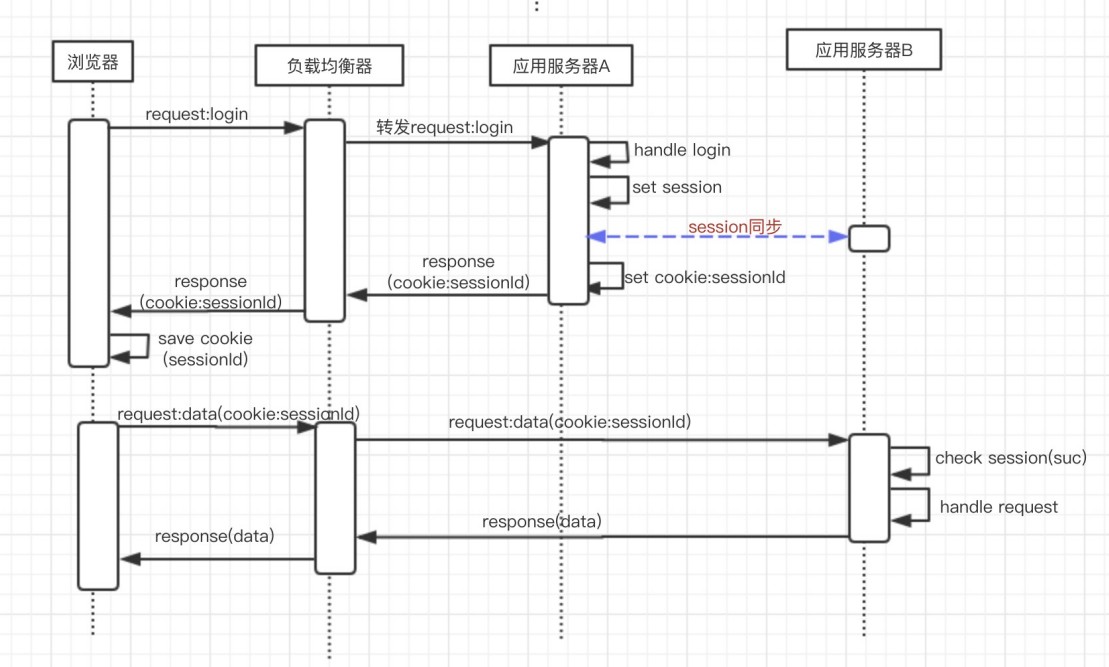 浏览器
负载均衡器
应用服务器A
应用服务器B
request:login
转发request:login
handle login
set session
session同步
response
(cookie:sessionId)
set cookie:sessionId
response
(cookie:sessionId)
save cookie
(sessionId)
request:data(cookie:sessionId)
request:data(cookie:sessionId)
check session(suc)
handle request
response(data)
response(data)